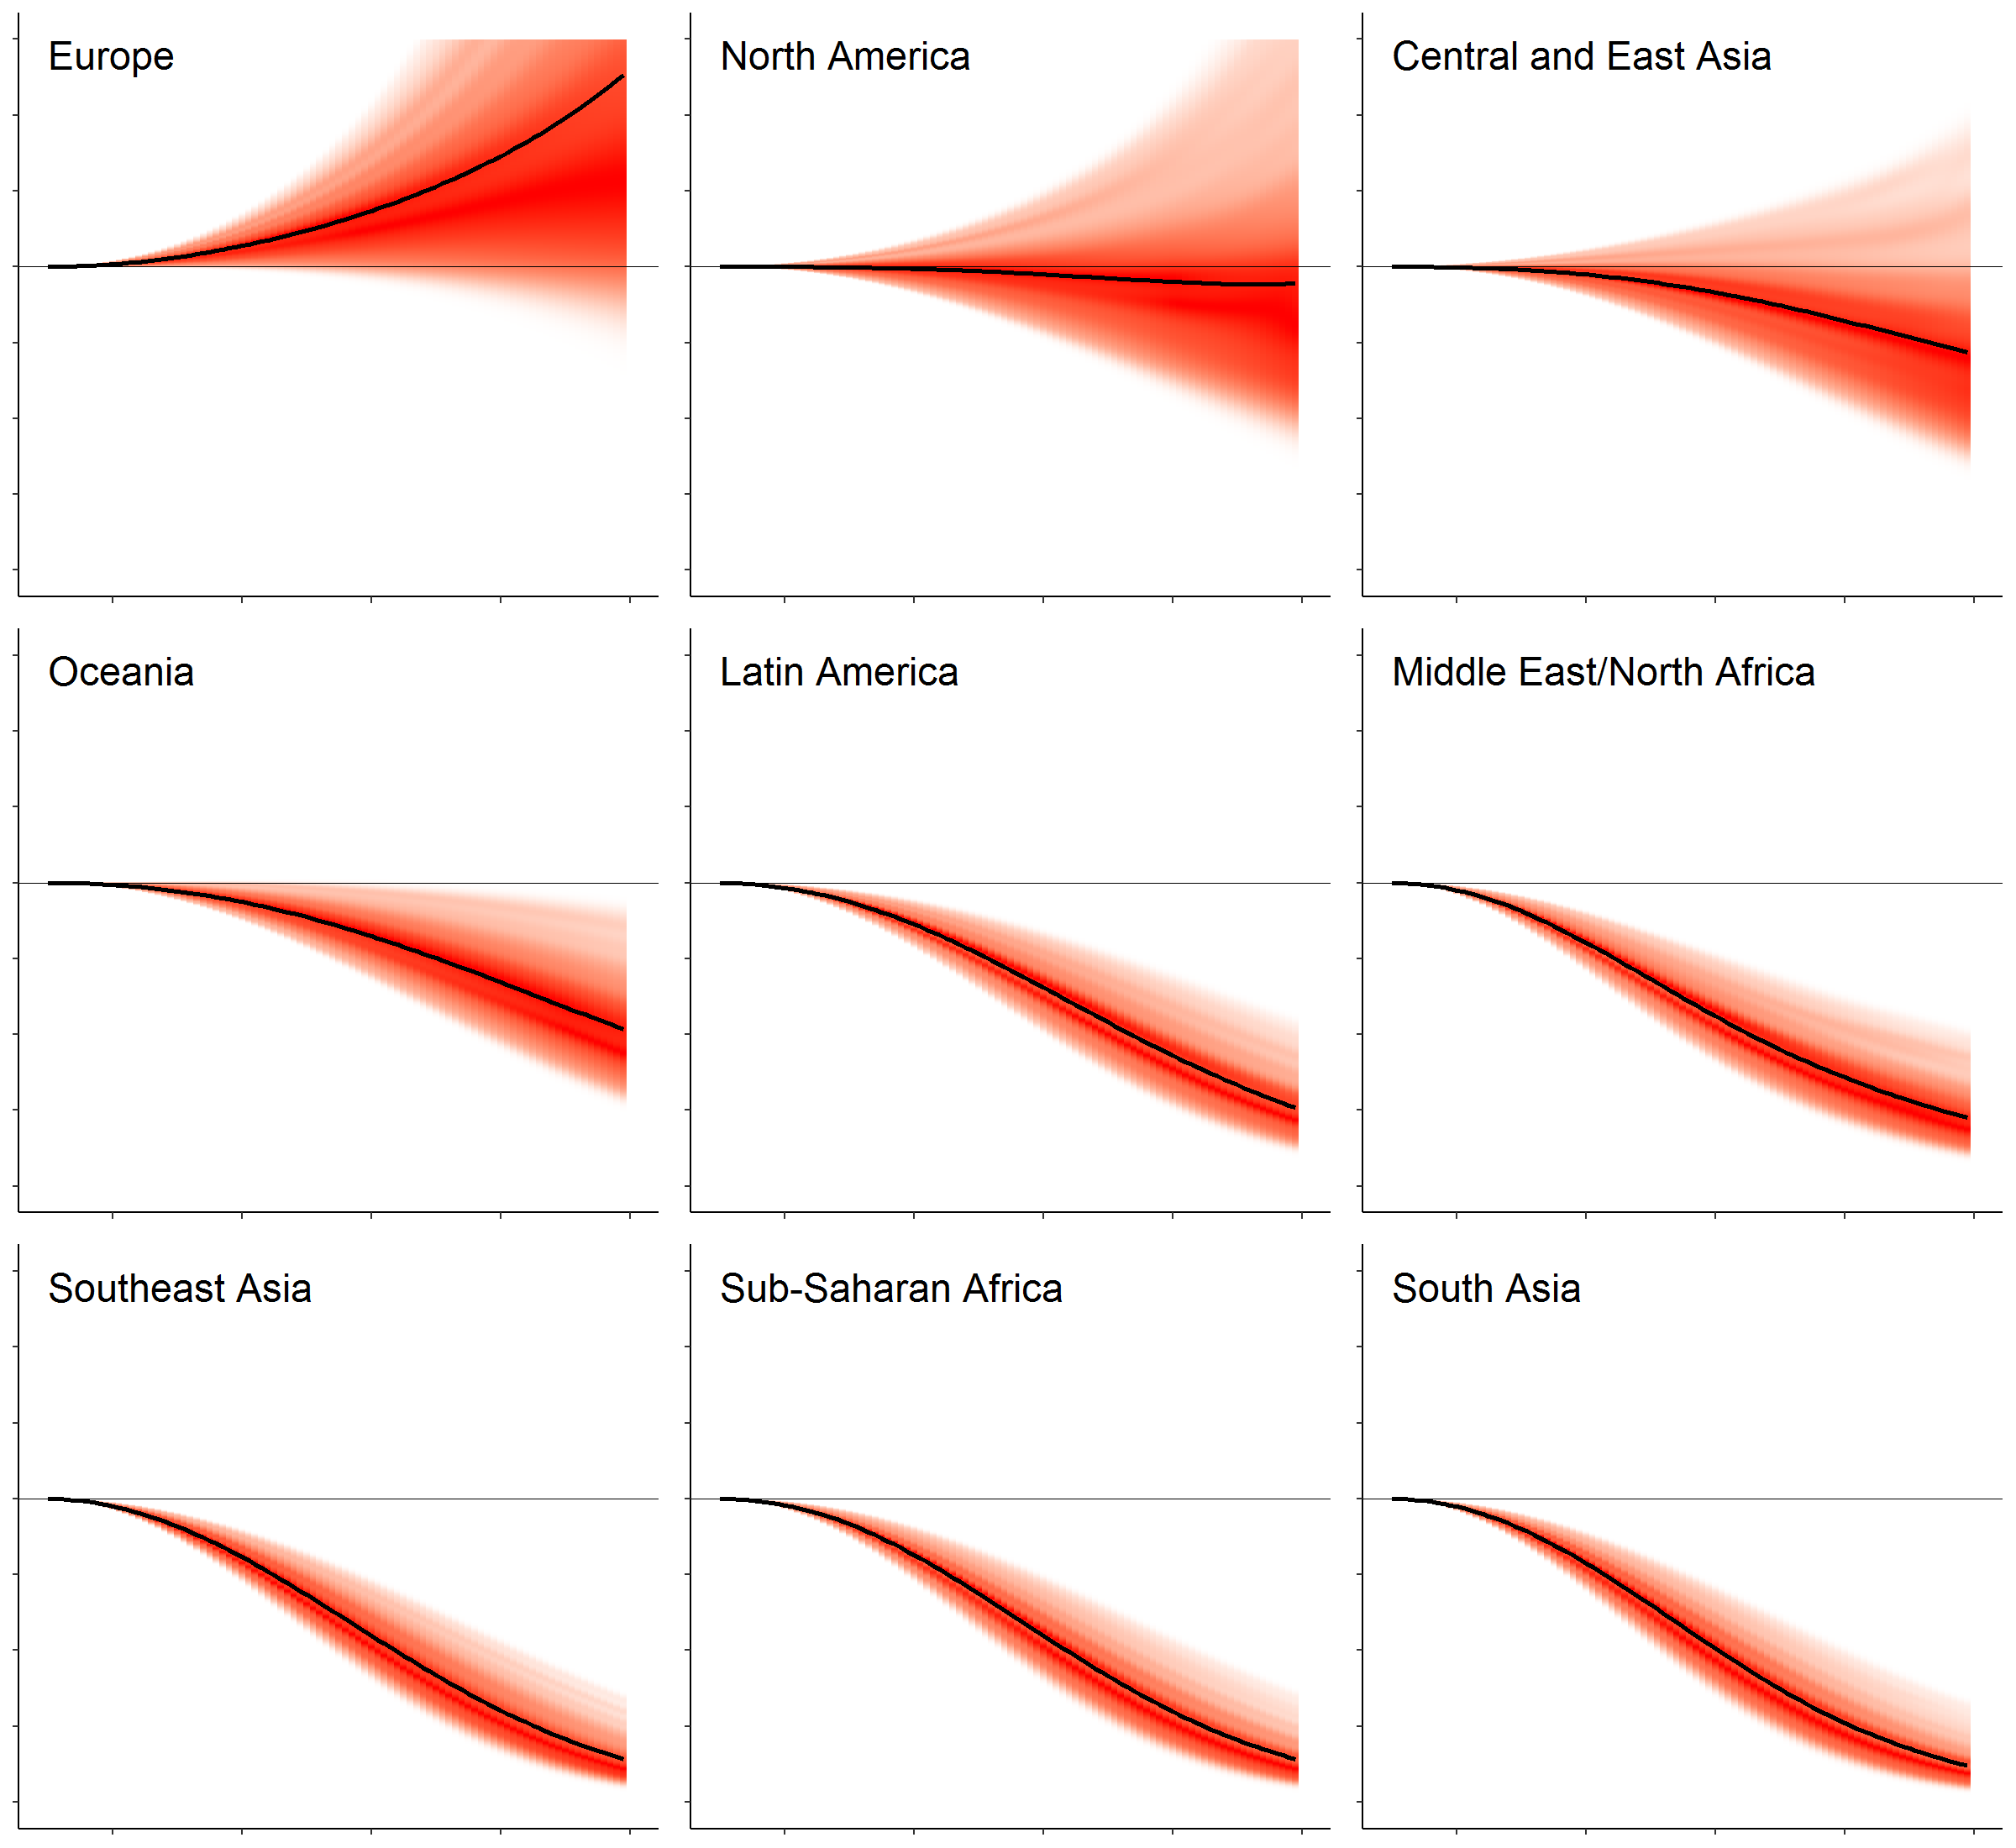 Europe
North America
Central and East Asia
Oceania
Latin America
Middle East/North Africa
Southeast Asia
Sub-Saharan Africa
South Asia